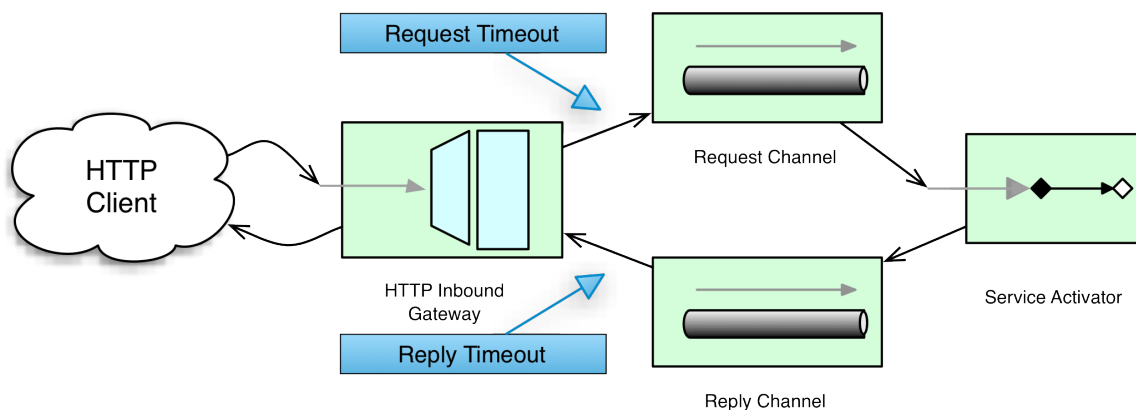 Request Timeout
Request Channel
HTTP
Client
HTTP Inbound
Gateway
Service Activator
Reply Timeout
Reply Channel